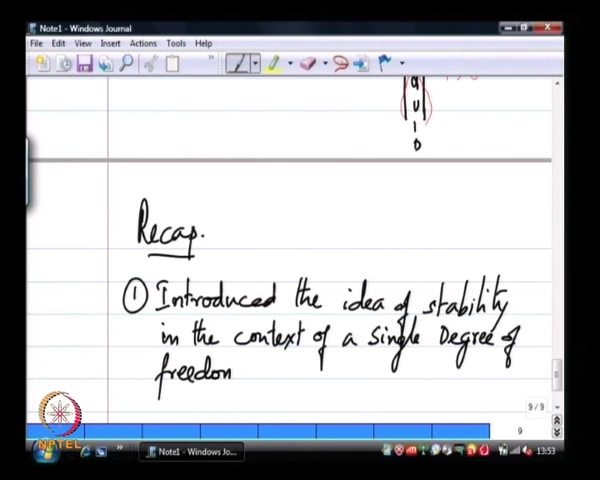 Note1 - Windows Journal
File Edit View Insert Actions Tools Help
U
I
D
Recap.
① Introduced the idea of stability
in the context of a single Degree of
freedom
9/9
9
NPTEL
Note1 - Windows Jo...
13:53